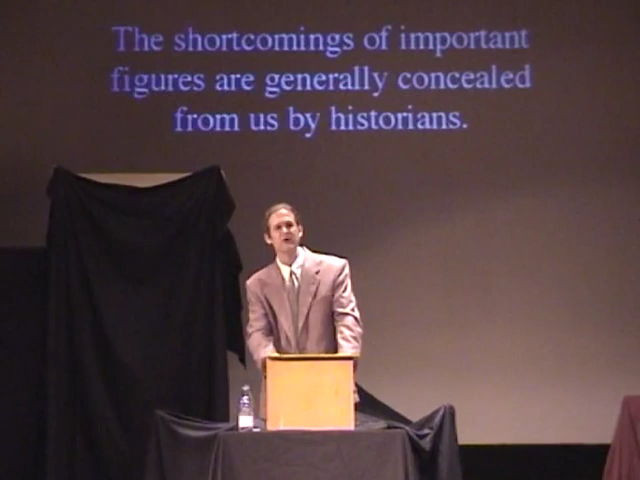 The shortcomings of important
figures are generally concealed
from us by historians.